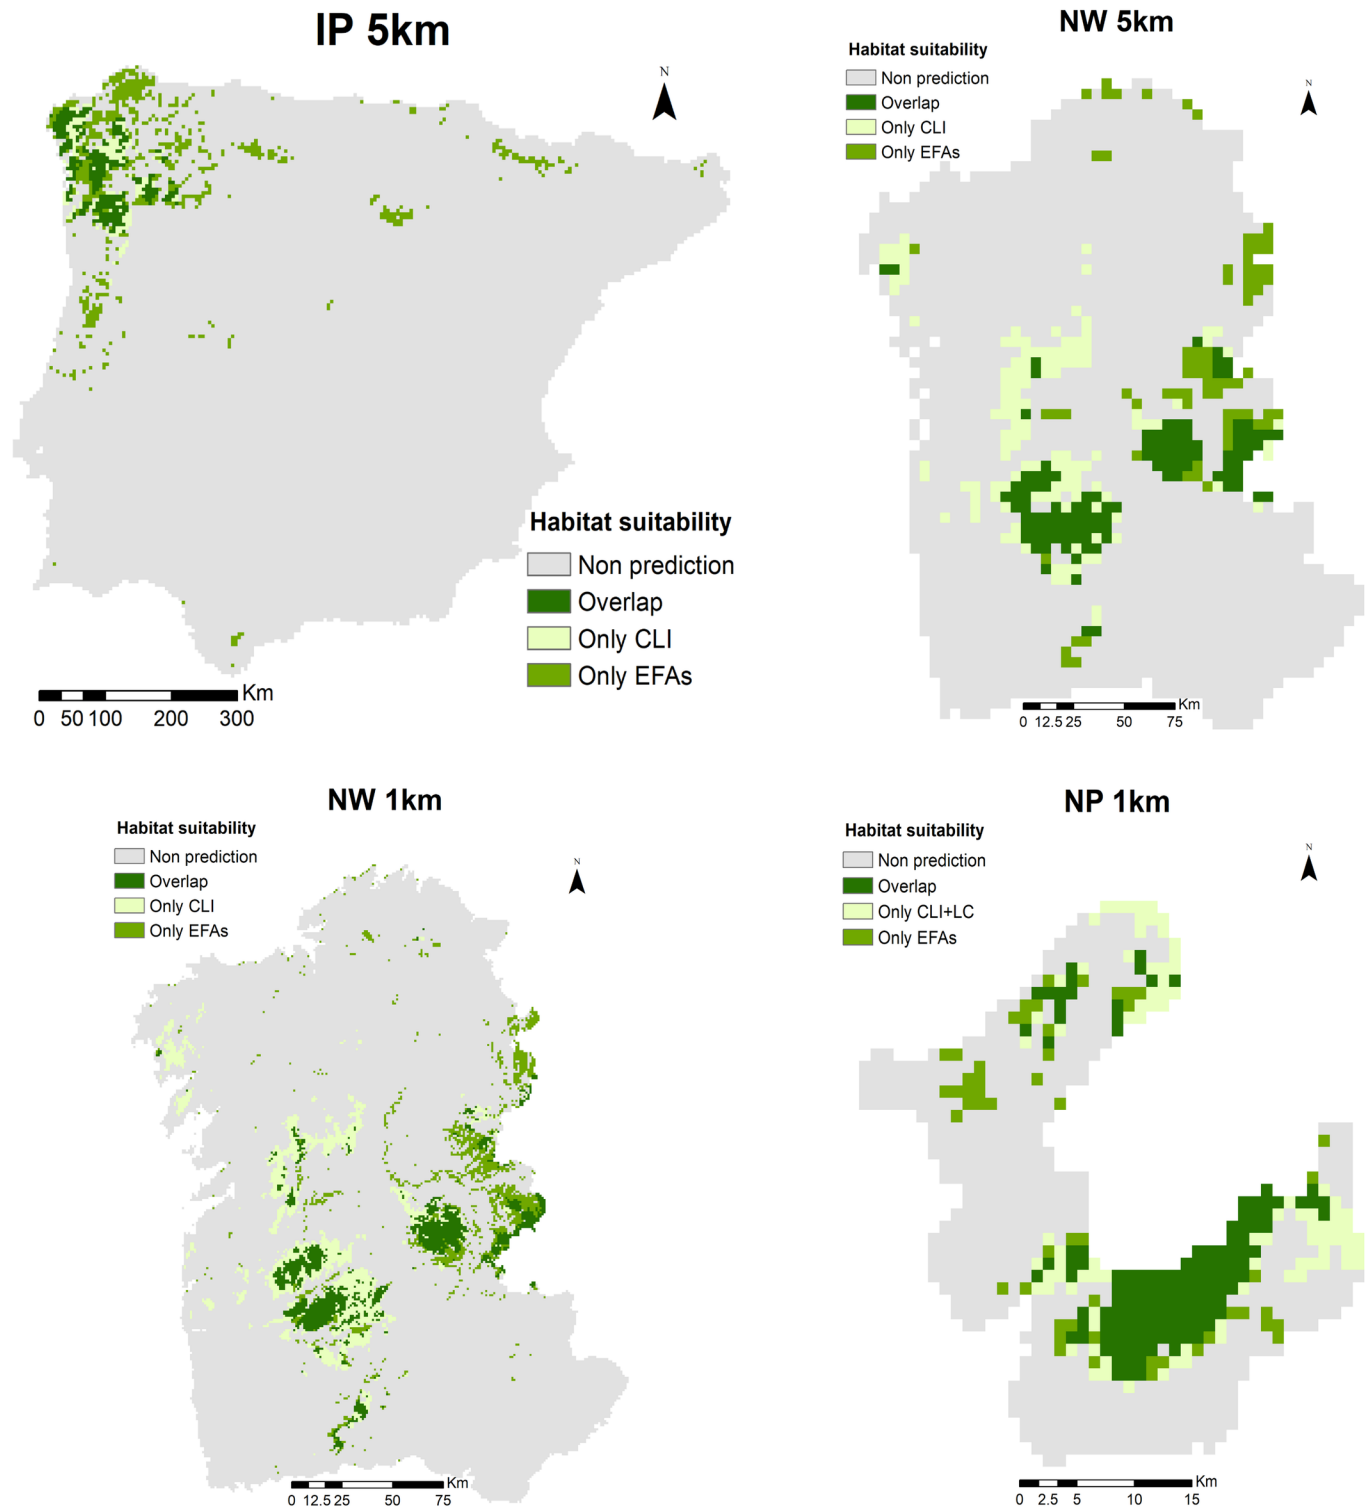 IP 5km
N
Habitat suitability
Non prediction
Overlap
Only CLI
Only EFAs
Km
0 50 100 200 300
NW 5km
Habitat suitability
Non prediction
Overlap
Only CLI
Only EFAs
N
Km
0 12.5 25 50 75
NW 1km
Habitat suitability
Non prediction
Overlap
Only CLI
Only EFAs
N
Km
0 12.5 25 50 75
NP 1km
Habitat suitability
Non prediction
Overlap
Only CLI+LC
Only EFAs
N
Km
0 2.5 5 10 15